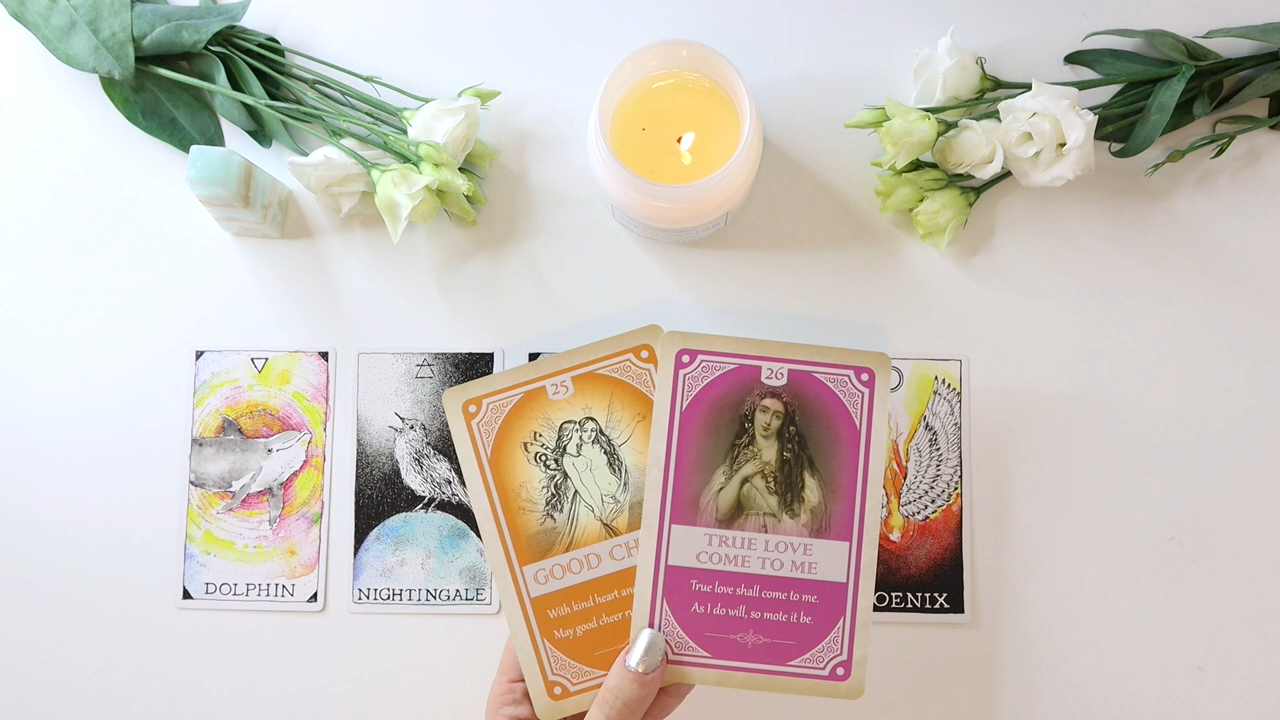 25
GOOD CH
With kind heart and
May good cheer
26
TRUE LOVE
COME TO ME
True love shall come to me.
As I do will, so mote it be.
DOLPHIN
NIGHTINGALE
OENIX